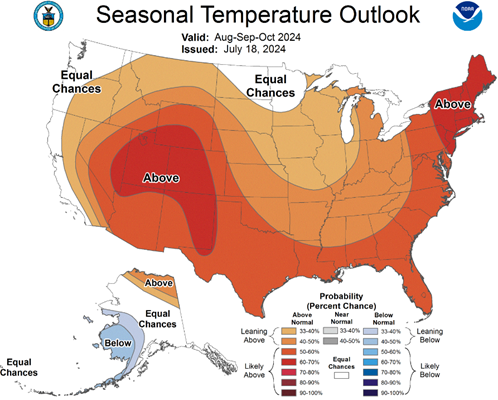 Seasonal Temperature Outlook
NOAA
Valid: Aug-Sep-Oct 2024
Issued: July 18, 2024
Equal
Chances
Equal
Chances
Above
Above
Above
Equal
Chances
Below
Equal
Chances
Probability
(Percent Chance)
Above
Normal
Near
Normal
Below
Normal
Leaning
Above
33-40%
40-50%
33-40%
40-50%
33-40%
40-50%
Leaning
Below
Likely
Above
50-60%
60-70%
70-80%
80-90%
90-100%
Equal
Chances
50-60%
60-70%
70-80%
80-90%
90-100%
Likely
Below